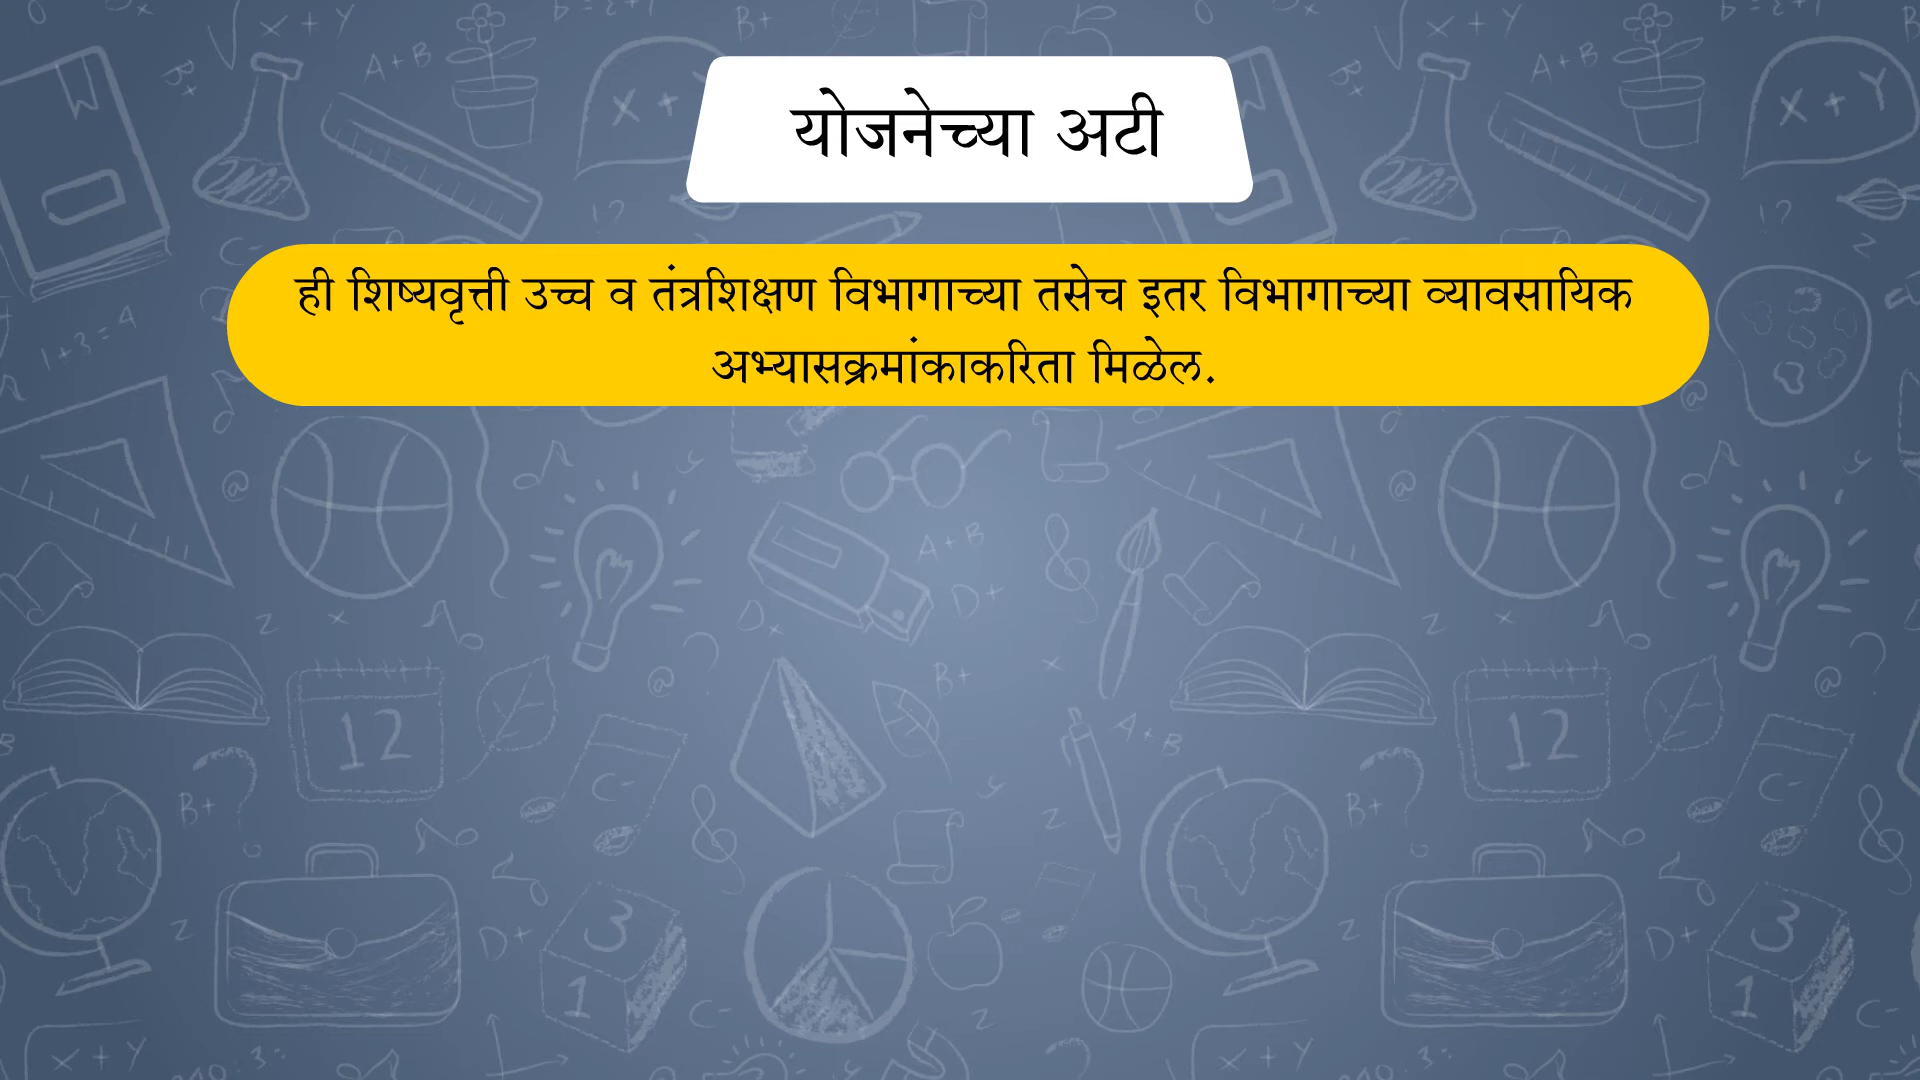 योजनेच्या अटी
ही शिष्यवृत्ती उच्च व तंत्रशिक्षण विभागाच्या तसेच इतर विभागाच्या व्यावसायिक
अभ्यासक्रमांकाकरिता मिळेल.